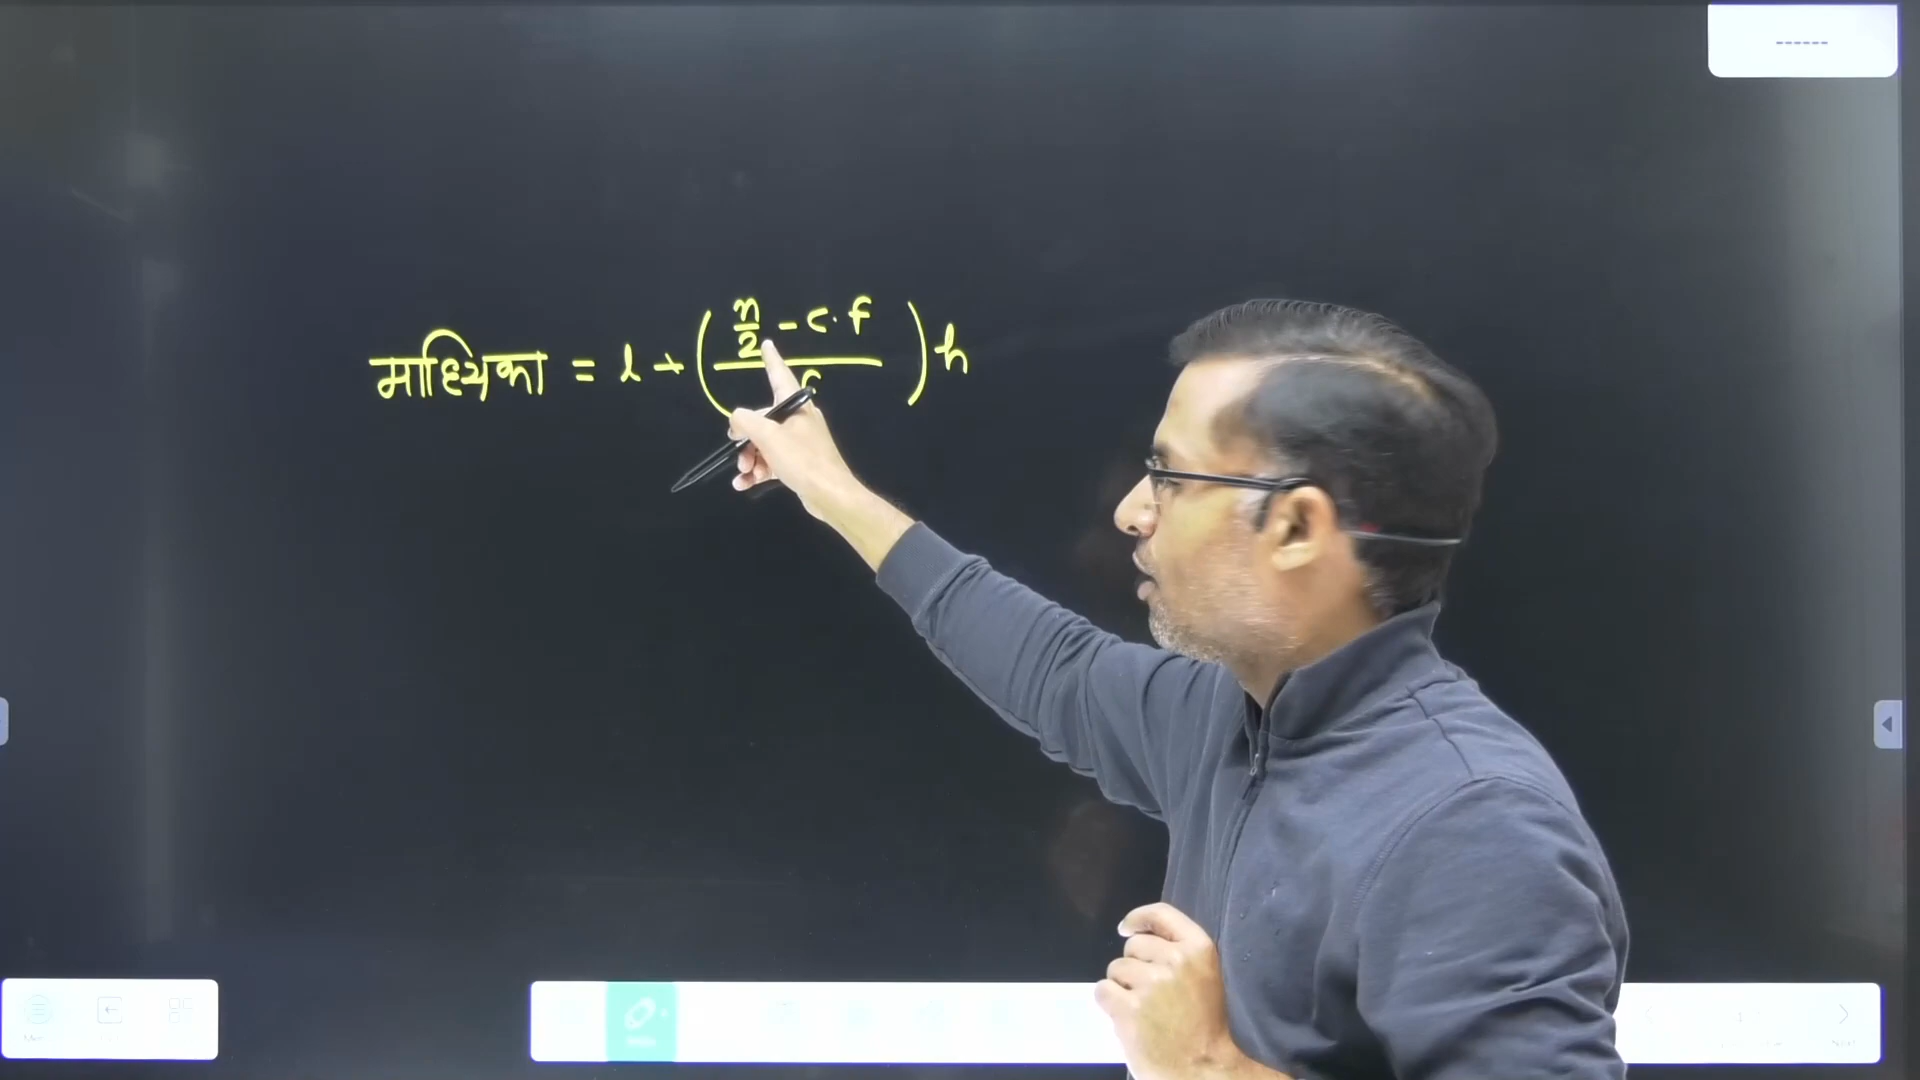 माध्यिका = l + ( (n/2 - c.f) / f ) h
------